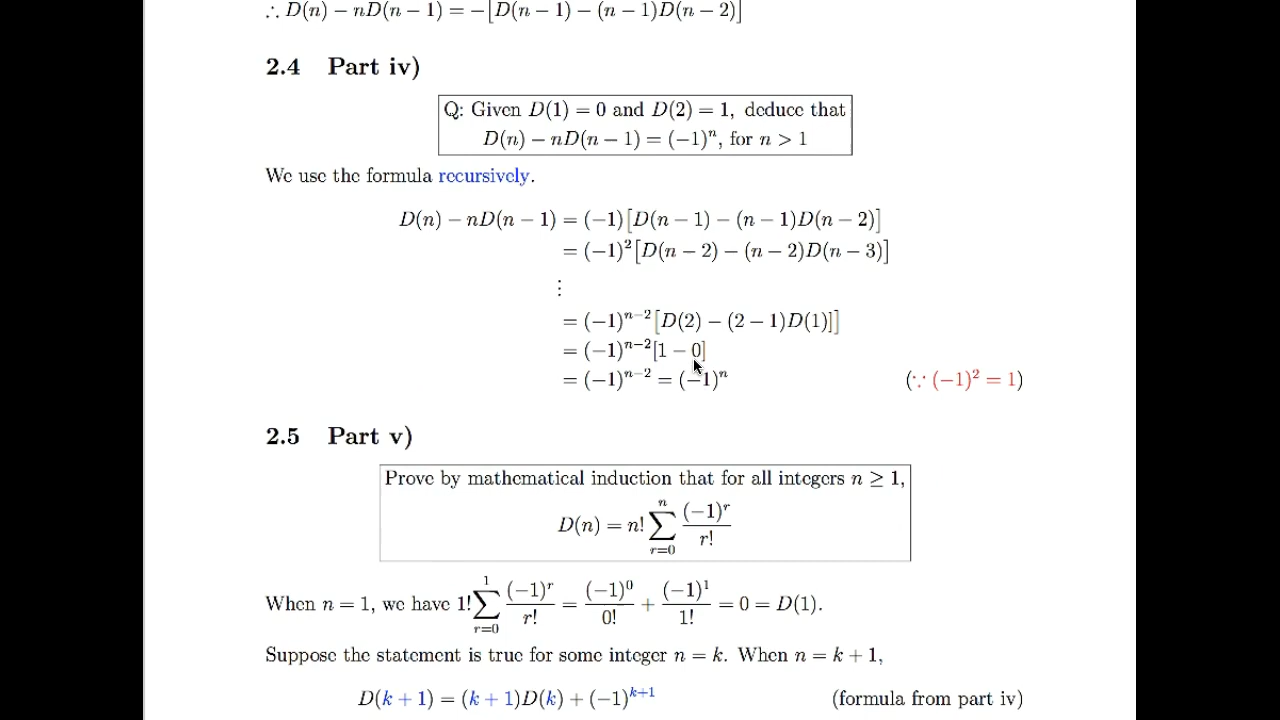 ∴ D(n) − nD(n − 1) = −[D(n − 1) − (n − 1)D(n − 2)]
2.4 Part iv)
Q: Given D(1) = 0 and D(2) = 1, deduce that
D(n) − nD(n − 1) = (−1)ⁿ, for n > 1
We use the formula recursively.
D(n) − nD(n − 1) = (−1)[D(n − 1) − (n − 1)D(n − 2)]
= (−1)²[D(n − 2) − (n − 2)D(n − 3)]
⋮
= (−1)ⁿ⁻²[D(2) − (2 − 1)D(1)]]
= (−1)ⁿ⁻²[1 − 0]
= (−1)ⁿ⁻² = (−1)ⁿ (∵ (−1)² = 1)
2.5 Part v)
Prove by mathematical induction that for all integers n ≥ 1,
D(n) = n! ∑_{r=0}^{n} (−1)^r / r!
When n = 1, we have 1! ∑_{r=0}^{1} (−1)^r / r! = (−1)^0 / 0! + (−1)^1 / 1! = 0 = D(1).
Suppose the statement is true for some integer n = k. When n = k + 1,
D(k + 1) = (k + 1)D(k) + (−1)^{k+1} (formula from part iv)